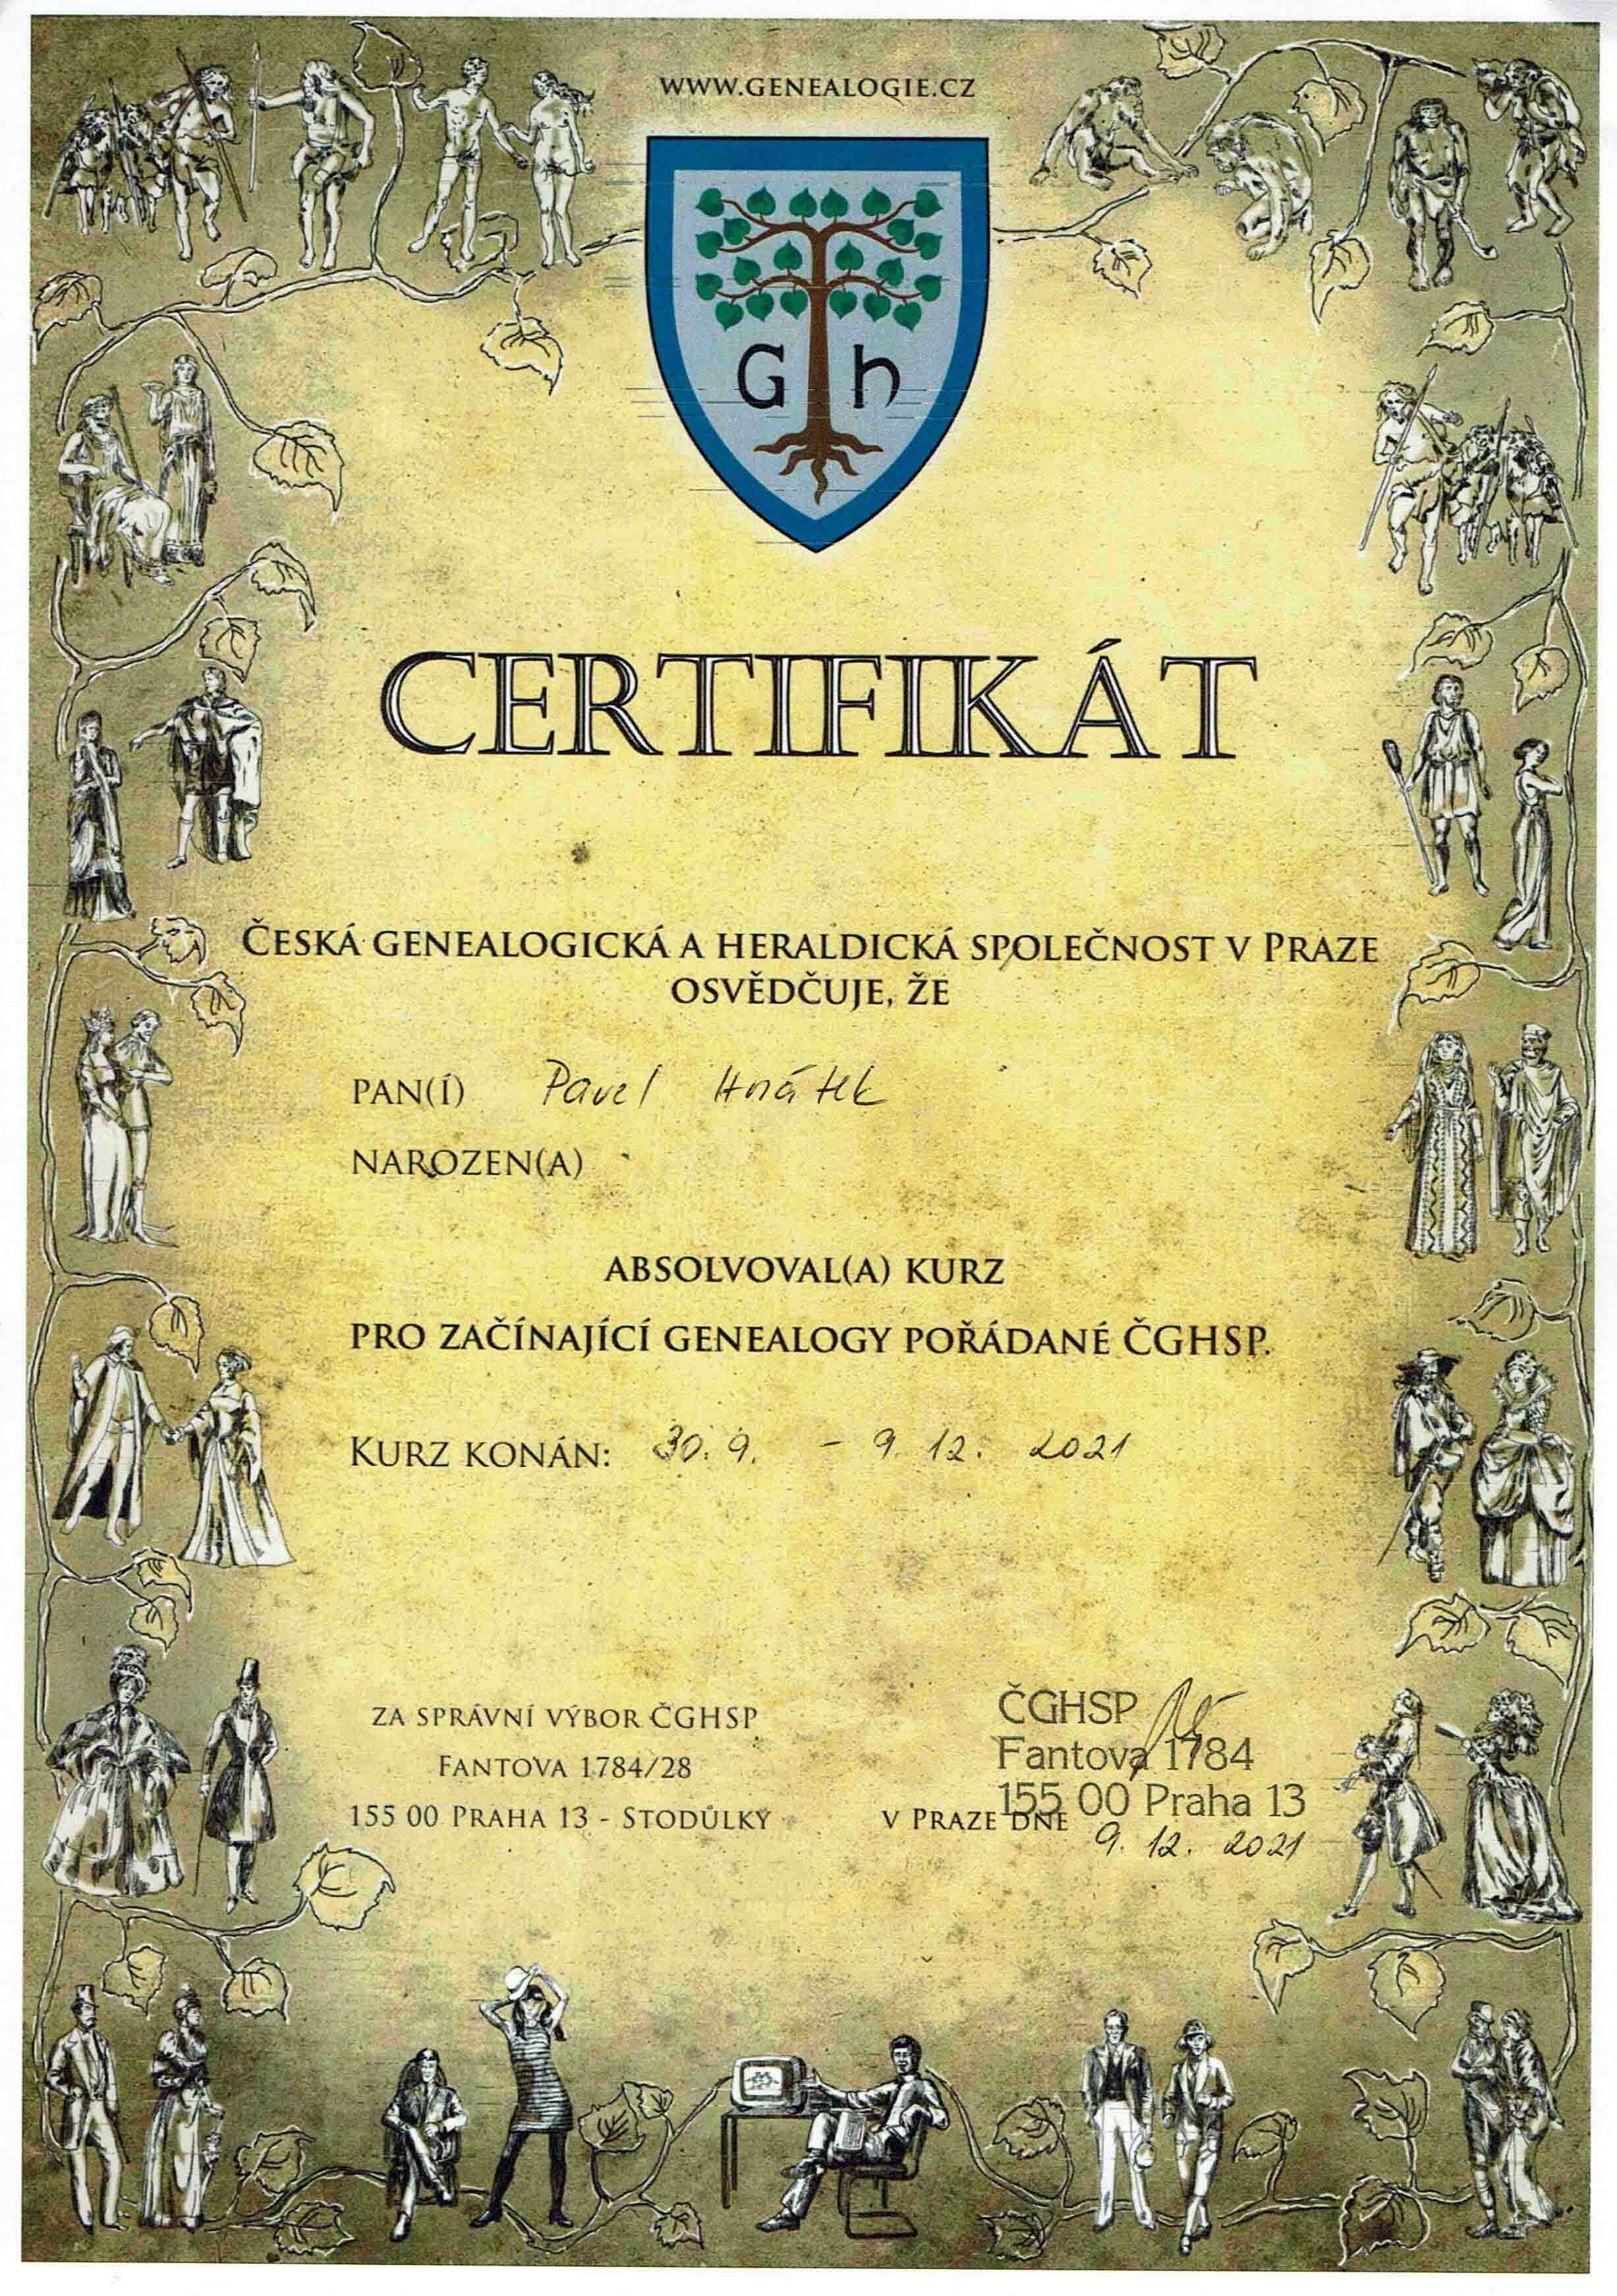 WWW.GENEALOGIE.CZ
G h
CERTIFIKÁT
ČESKÁ GENEALOGICKÁ A HERALDICKÁ SPOLEČNOST V PRAZE
OSVĚDČUJE, ŽE
PAN(Í) Pavel Hnátek
NAROZEN(A)
ABSOLVOVAL(A) KURZ
PRO ZAČÍNAJÍCÍ GENEALOGY POŘÁDANÉ ČGHSP.
KURZ KONÁN: 30. 9. - 9. 12. 2021
ZA SPRÁVNÍ VÝBOR ČGHSP
FANTOVA 1784/28
155 00 PRAHA 13 - STODŮLKY
ČGHSP
Fantova 1784
155 00 Praha 13
V PRAZE DNE
9. 12. 2021